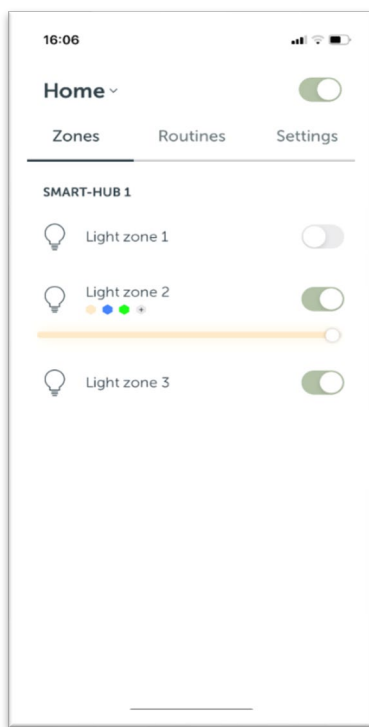 16:06
Home
Zones Routines Settings
SMART-HUB 1
Light zone 1
Light zone 2
Light zone 3